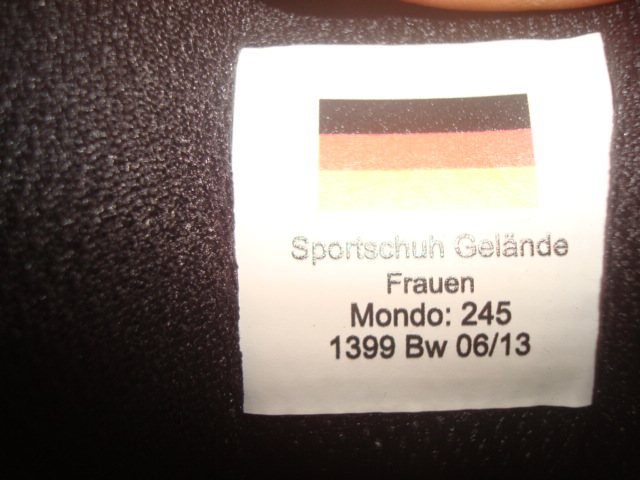 Sportschuh Gelände
Frauen
Mondo: 245
1399 Bw 06/13